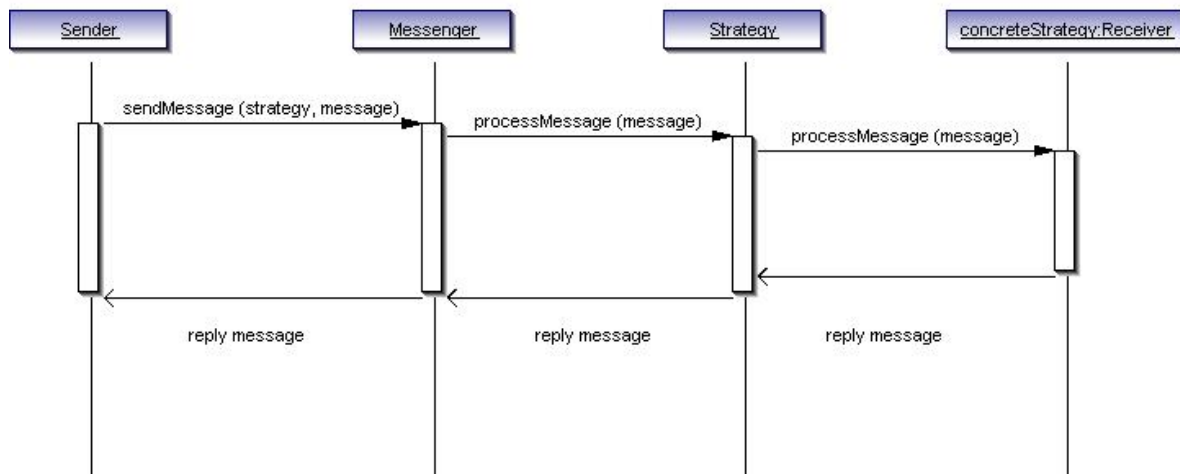 Sender
Messenger
Strategy
concreteStrategy:Receiver
sendMessage (strategy, message)
processMessage (message)
processMessage (message)
reply message
reply message
reply message